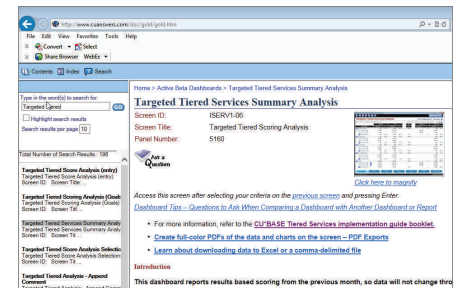 http://www.cuanswers.com/doc/gold/gold.htm
File Edit View Favorites Tools Help
x Convert Select
x Share Browser WebEx
Contents Index Search
Type in the word(s) to search for:
Targeted Tiered GO
Highlight search results
Search results per page 10
Total Number of Search Results: 196
Targeted Tiered Score Analysis (entry)
Targeted Tiered Score Analysis (entry)
Screen ID: Screen Title: ...
Targeted Tiered Scoring Analysis (Goals)
Targeted Tiered Scoring Analysis (Goals)
Screen ID: Screen Titl ...
Targeted Tiered Services Summary Analy
Targeted Tiered Services Summary Analy
Screen ID: Screen Tit ...
Targeted Tiered Score Analysis Selectio
Targeted Tiered Score Analysis Selection
Screen ID: Screen Tit ...
Targeted Tiered Analysis - Append
Comment
Home > Active Beta Dashboards > Targeted Tiered Services Summary Analysis
Targeted Tiered Services Summary Analysis
Screen ID: ISERV1-06
Screen Title: Targeted Tiered Scoring Analysis
Panel Number: 5160
Ask a
Question
Click here to magnify
Access this screen after selecting your criteria on the previous screen and pressing Enter.
Dashboard Tips – Questions to Ask When Comparing a Dashboard with Another Dashboard or Report
• For more information, refer to the CU*BASE Tiered Services implementation guide booklet.
• Create full-color PDFs of the data and charts on the screen – PDF Exports
• Learn about downloading data to Excel or a comma-delimited file
Introduction
This dashboard reports results based scoring from the previous month, so data will not change thro